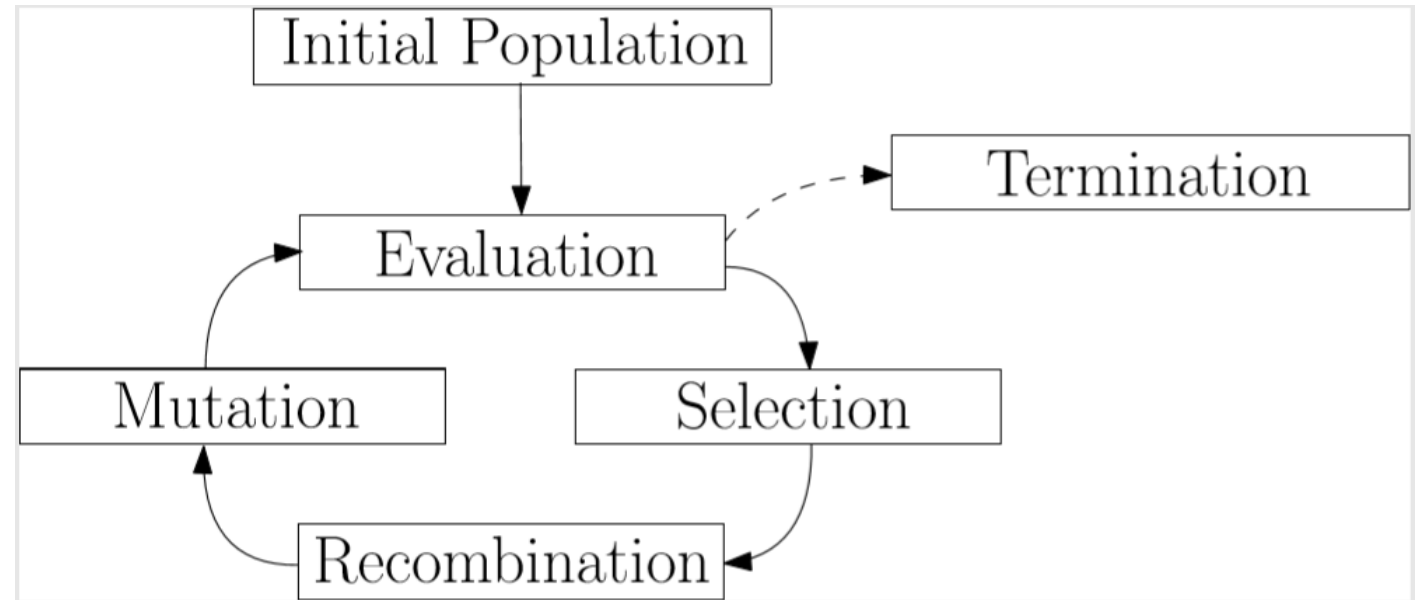 Initial Population
Termination
Evaluation
Mutation
Selection
Recombination